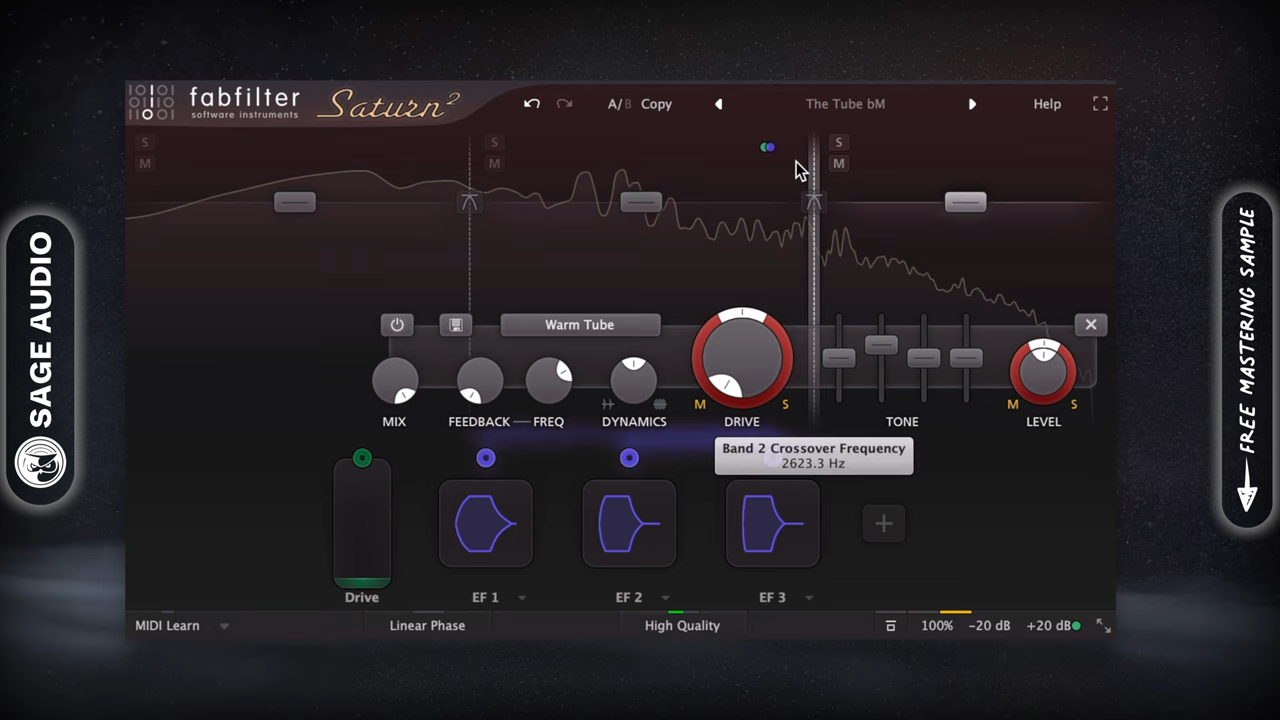 SAGE AUDIO
fabfilter
software instruments
Saturn 2
A/B Copy
The Tube bM
Help
S
M
S
M
S
M
Warm Tube
M S
M S
MIX
FEEDBACK
FREQ
DYNAMICS
DRIVE
TONE
LEVEL
Band 2 Crossover Frequency
2623.3 Hz
Drive
EF 1
EF 2
EF 3
MIDI Learn
Linear Phase
High Quality
100%
-20 dB
+20 dB
FREE MASTERING SAMPLE